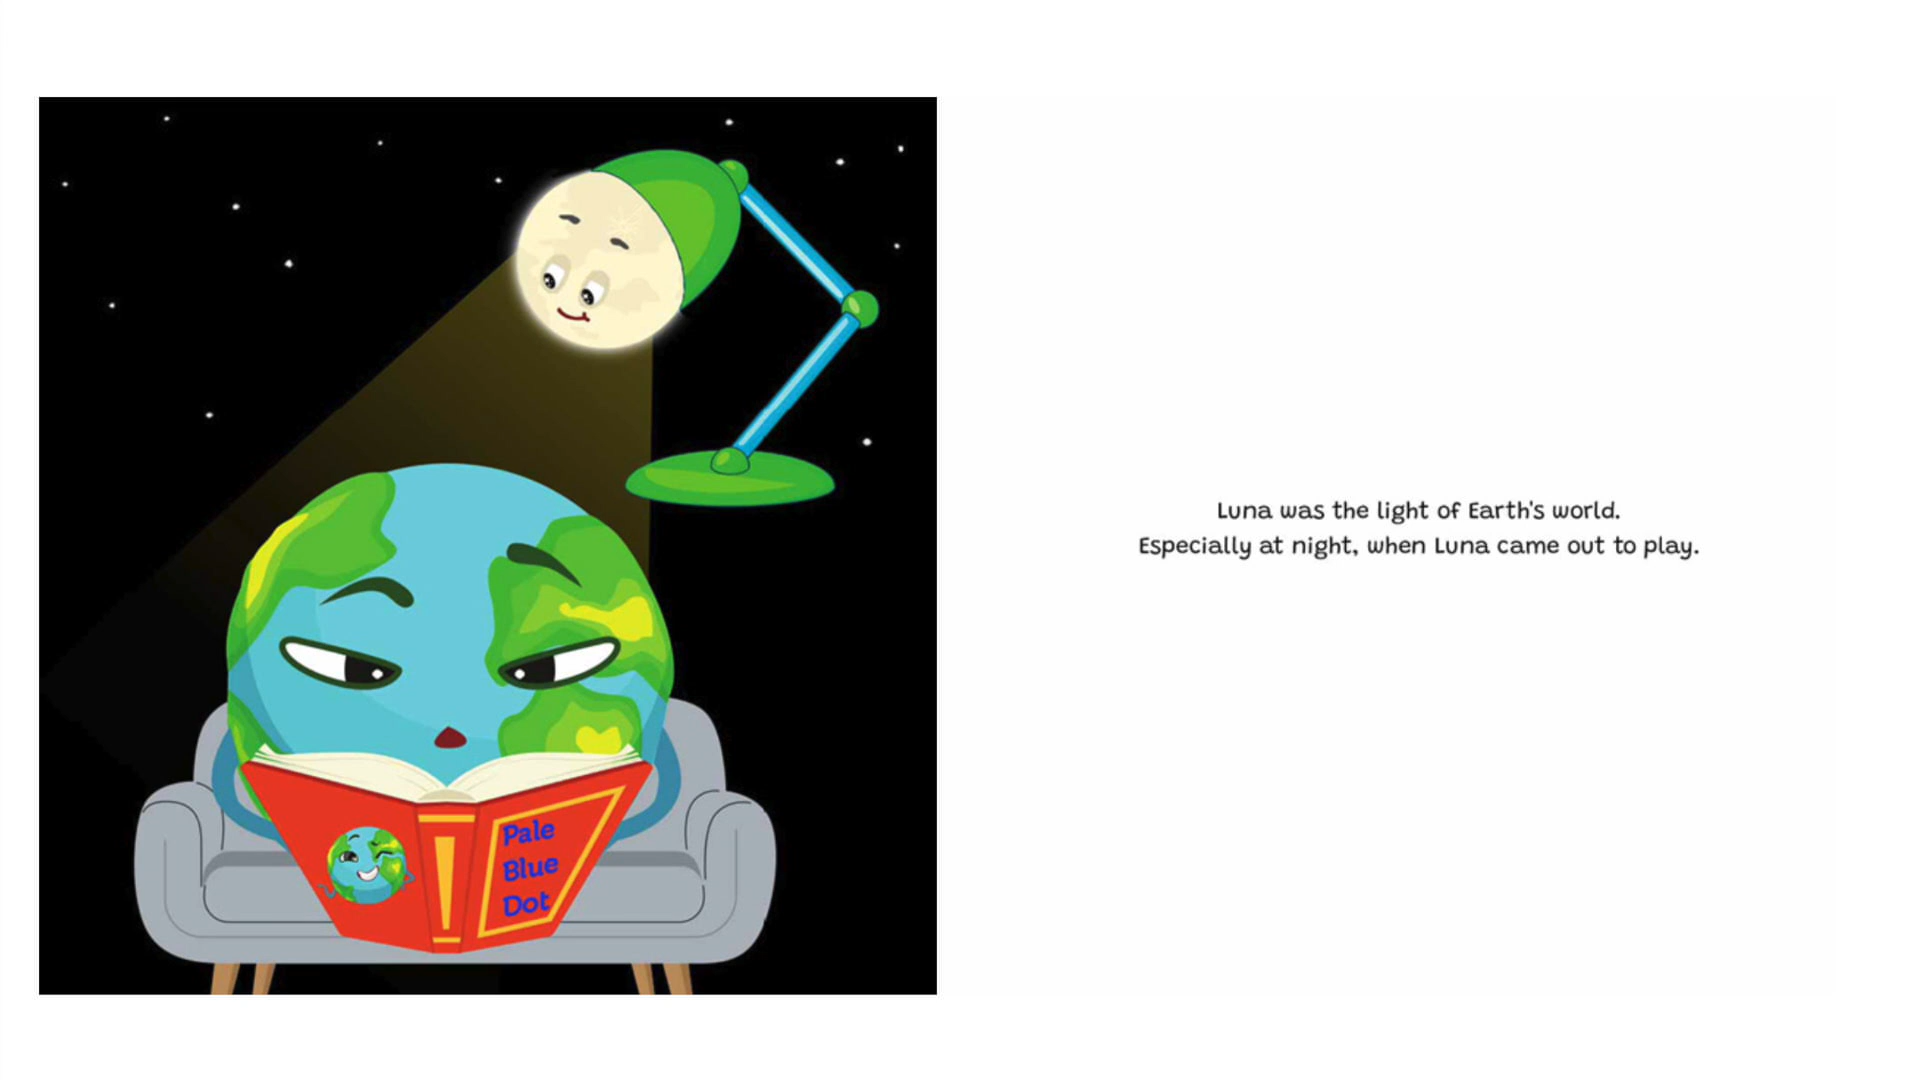 Pale
Blue
Dot
Luna was the light of Earth's world.
Especially at night, when Luna came out to play.